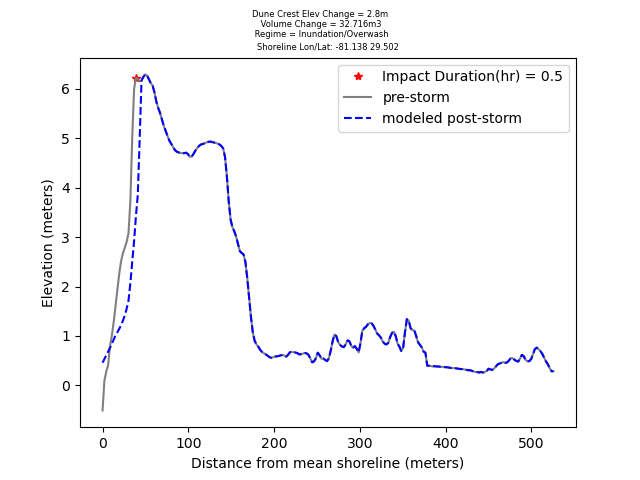 Dune Crest Elev Change = 2.8m
Volume Change = 32.716m3
Regime = Inundation/Overwash
Shoreline Lon/Lat: -81.138 29.502
Impact Duration(hr) = 0.5
pre-storm
modeled post-storm
Elevation (meters)
6
5
4
3
2
1
0
0 100 200 300 400 500
Distance from mean shoreline (meters)